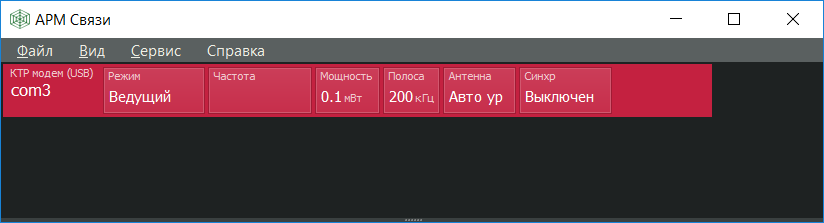 АРМ Связи
Файл Вид Сервис Справка
КТР модем (USB) Режим Частота Мощность Полоса Антенна Синхр
com3 Ведущий 0.1 мВт 200 кГц Авто ур Выключен